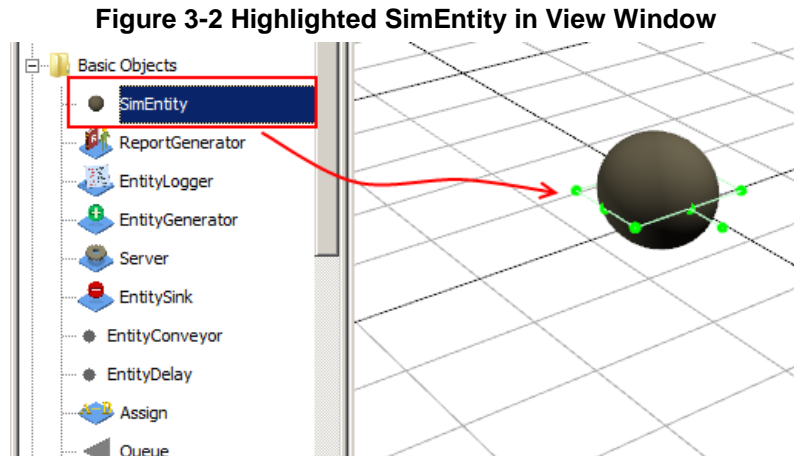 Figure 3-2 Highlighted SimEntity in View Window
Basic Objects
SimEntity
ReportGenerator
EntityLogger
EntityGenerator
Server
EntitySink
EntityConveyor
EntityDelay
Assign
Queue